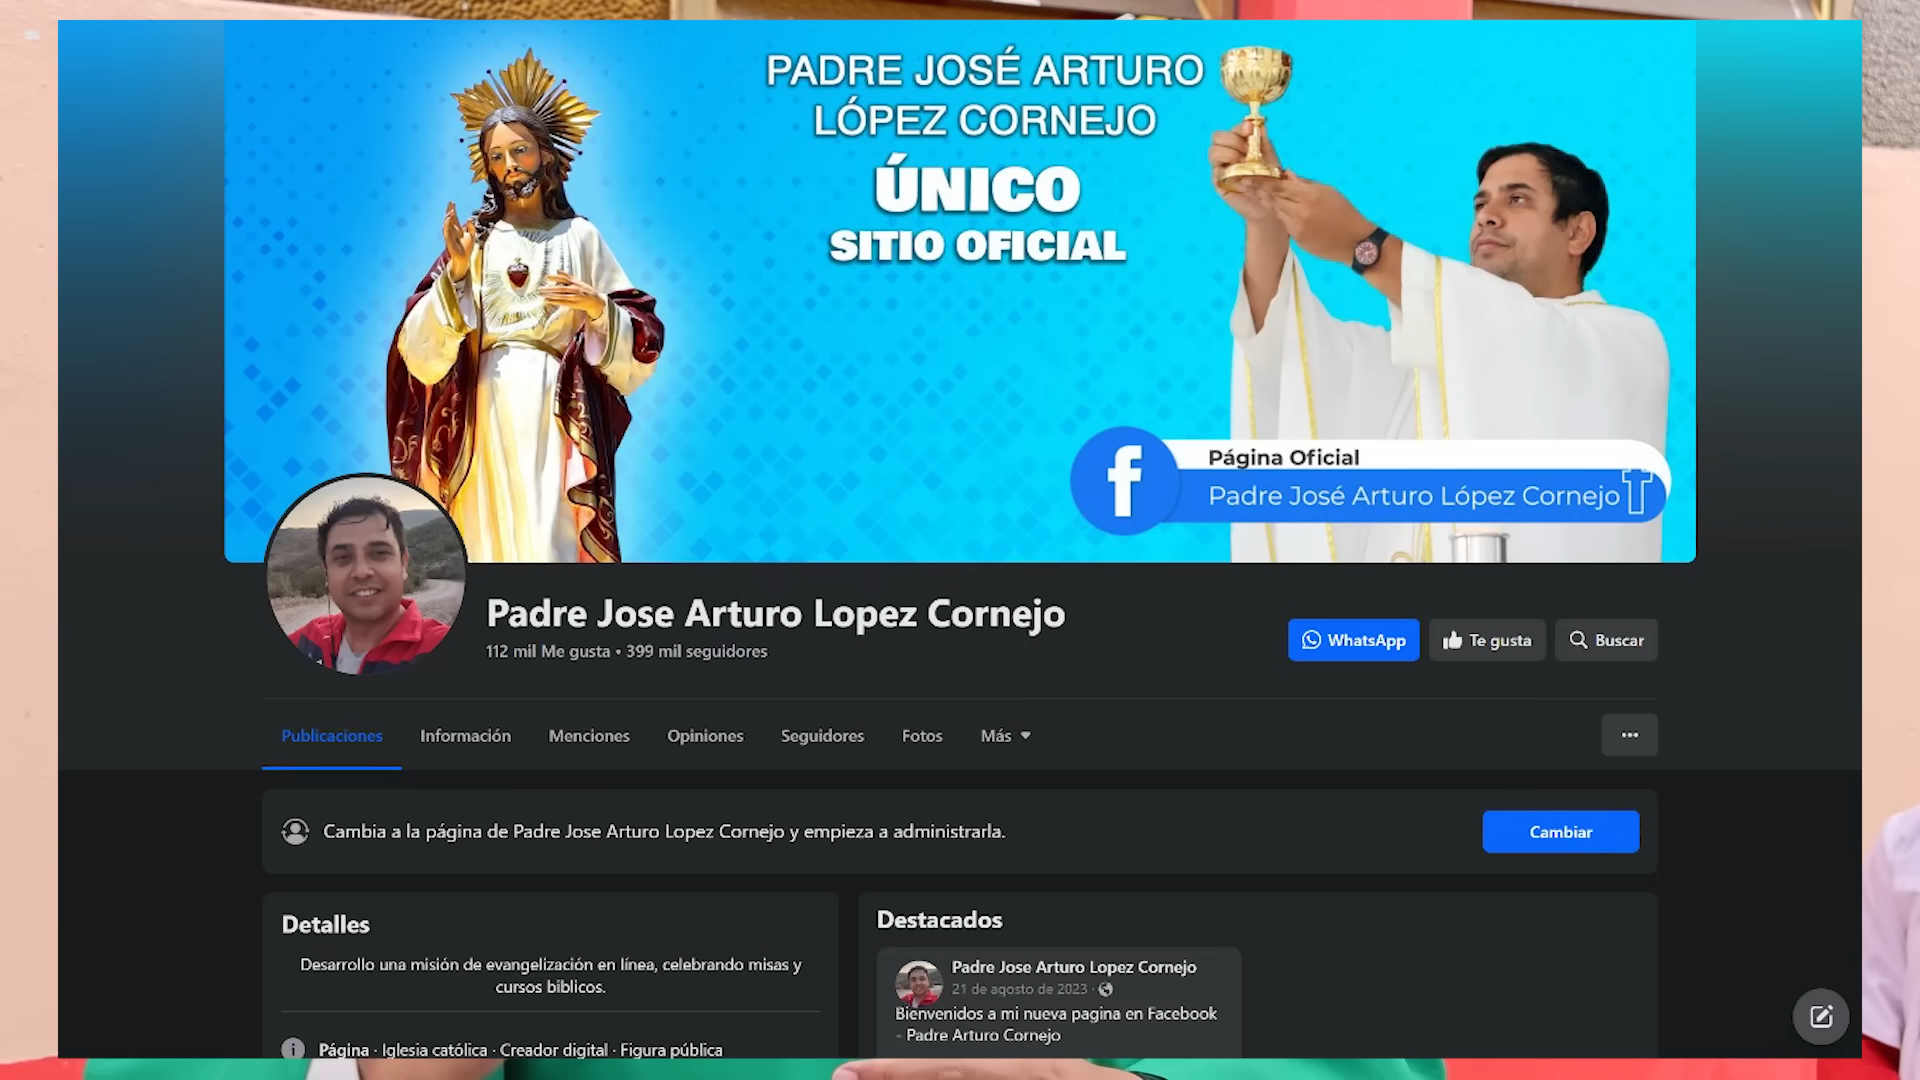 PADRE JOSÉ ARTURO
LÓPEZ CORNEJO
ÚNICO
SITIO OFICIAL
f
Página Oficial
Padre José Arturo López Cornejo
Padre Jose Arturo Lopez Cornejo
112 mil Me gusta • 399 mil seguidores
WhatsApp
Te gusta
Buscar
Publicaciones
Información
Menciones
Opiniones
Seguidores
Fotos
Más
Cambia a la página de Padre Jose Arturo Lopez Cornejo y empieza a administrarla.
Cambiar
Detalles
Desarrollo una misión de evangelización en línea, celebrando misas y
cursos biblicos.
Página · Iglesia católica · Creador digital · Figura pública
Destacados
Padre Jose Arturo Lopez Cornejo
21 de agosto de 2023 ·
Bienvenidos a mi nueva pagina en Facebook
- Padre Arturo Cornejo